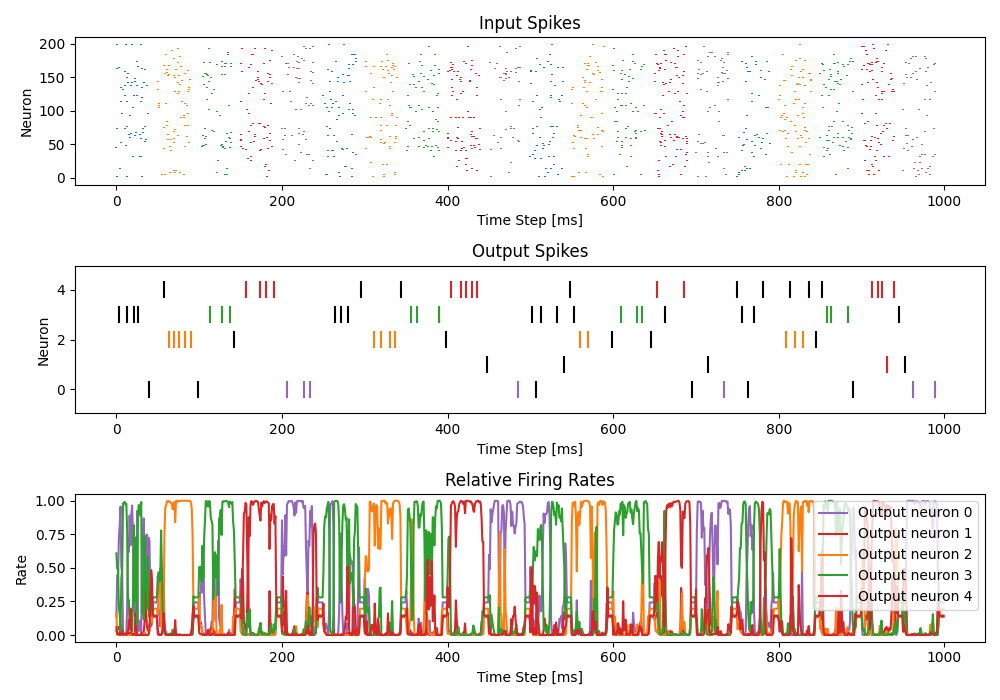 Input Spikes
200
150
100
50
0
Neuron
0 200 400 600 800 1000
Time Step [ms]
Output Spikes
4
2
0
Neuron
0 200 400 600 800 1000
Time Step [ms]
Relative Firing Rates
1.00
0.75
0.50
0.25
0.00
Rate
Output neuron 0
Output neuron 1
Output neuron 2
Output neuron 3
Output neuron 4
0 200 400 600 800 1000
Time Step [ms]